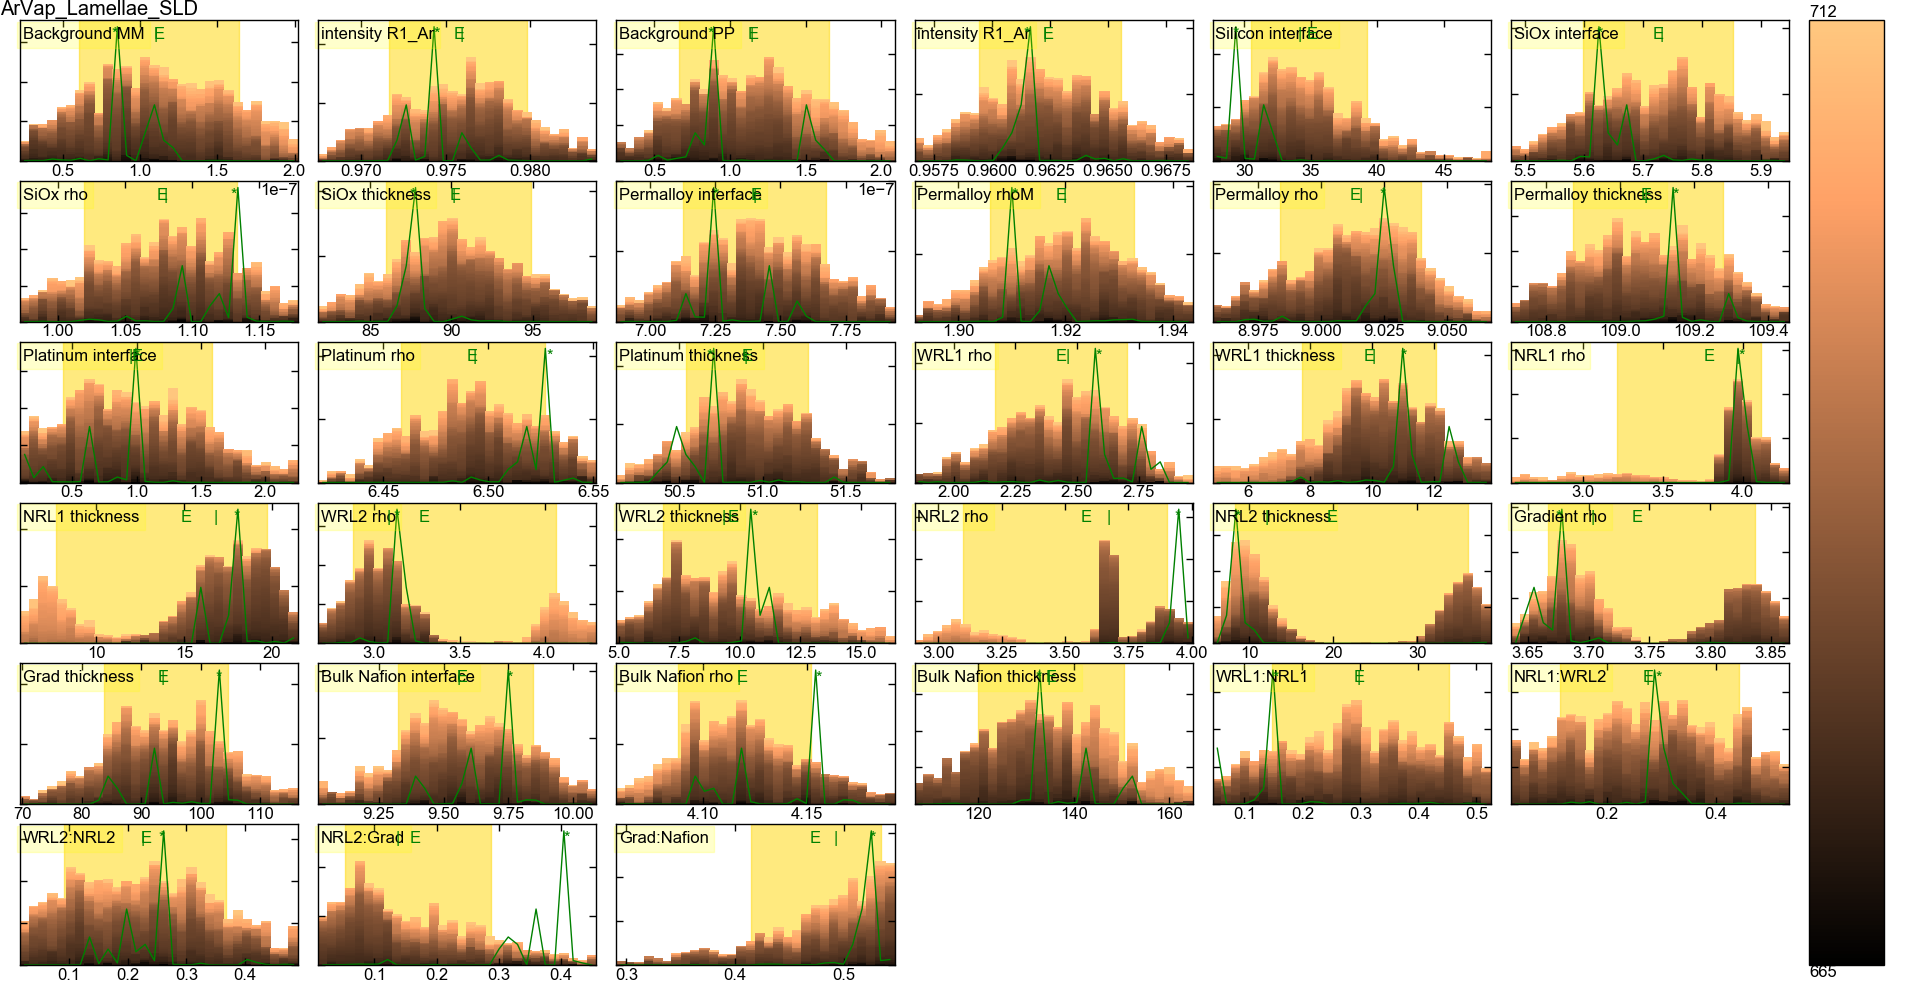 ArVap_Lamellae_SLD
712
Background MM | E
intensity R1_Ar * E|
Background PP * |E
intensity R1_Ar * |E
Silicon interface
SiOx interface * E|
0.5 1.0 1.5 2.0
0.970 0.975 0.980
0.5 1.0 1.5 2.0
0.9575 0.9600 0.9625 0.9650 0.9675
30 35 40 45
5.5 5.6 5.7 5.8 5.9
SiOx rho E| * 1e−7
SiOx thickness * E
Permalloy interface 1e−7
Permalloy rhoM * E|
Permalloy rho E| *
Permalloy thickness *
1.00 1.05 1.10 1.15
85 90 95
7.00 7.25 7.50 7.75
1.90 1.92 1.94
8.975 9.000 9.025 9.050
108.8 109.0 109.2 109.4
Platinum interface
Platinum rho E| *
Platinum thickness
WRL1 rho E| *
WRL1 thickness E| *
NRL1 rho E *
0.5 1.0 1.5 2.0
6.45 6.50 6.55
50.5 51.0 51.5
2.00 2.25 2.50 2.75
6 8 10 12
3.0 3.5 4.0
NRL1 thickness E | *
WRL2 rho * E
WRL2 thickness *
NRL2 rho E | *
NRL2 thickness E
Gradient rho * | E
10 15 20
3.0 3.5 4.0
5.0 7.5 10.0 12.5 15.0
3.00 3.25 3.50 3.75 4.00
10 20 30
3.65 3.70 3.75 3.80 3.85
Grad thickness E| *
Bulk Nafion interface *
Bulk Nafion rho |E *
Bulk Nafion thickness
WRL1:NRL1 * E
NRL1:WRL2 E| *
70 80 90 100 110
9.25 9.50 9.75 10.00
4.10 4.15
120 140 160
0.1 0.2 0.3 0.4 0.5
0.2 0.4
WRL2:NRL2 |E *
NRL2:Grad | E *
Grad:Nafion E | *
0.1 0.2 0.3 0.4
0.1 0.2 0.3 0.4
0.3 0.4 0.5
665